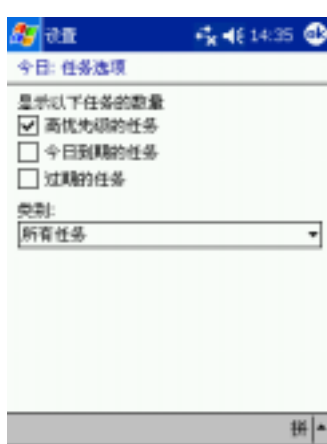 设置 14:35 ok
今日: 任务选项
显示以下任务的数量
高优先级的任务
今日到期的任务
过期的任务
类别:
所有任务
拼